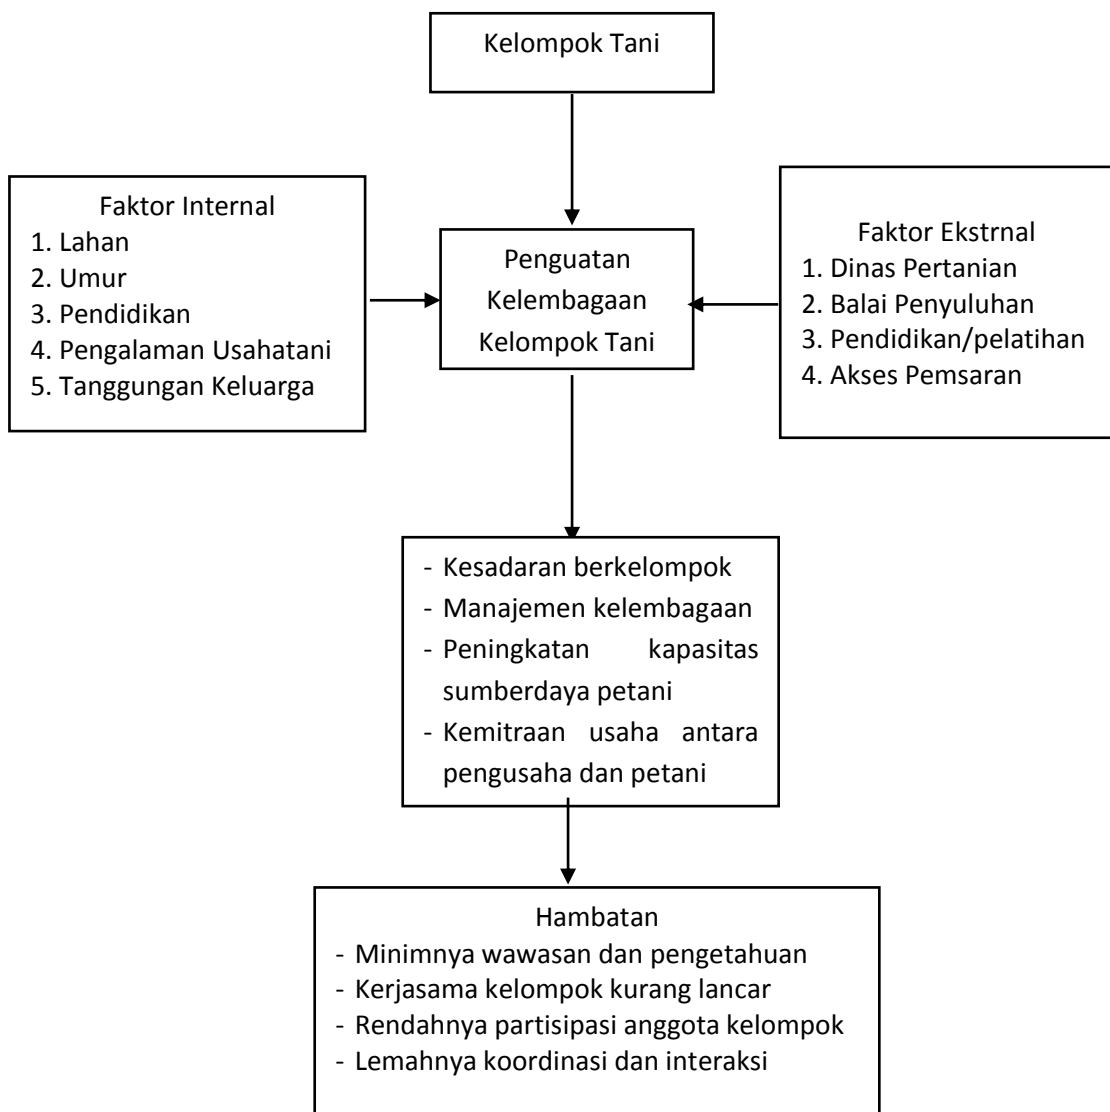 Kelompok Tani
Faktor Internal
1. Lahan
2. Umur
3. Pendidikan
4. Pengalaman Usahatani
5. Tanggungan Keluarga
Penguatan
Kelembagaan
Kelompok Tani
Faktor Ekstrnal
1. Dinas Pertanian
2. Balai Penyuluhan
3. Pendidikan/pelatihan
4. Akses Pemsaran
- Kesadaran berkelompok
- Manajemen kelembagaan
- Peningkatan kapasitas
sumberdaya petani
- Kemitraan usaha antara
pengusaha dan petani
Hambatan
- Minimnya wawasan dan pengetahuan
- Kerjasama kelompok kurang lancar
- Rendahnya partisipasi anggota kelompok
- Lemahnya koordinasi dan interaksi